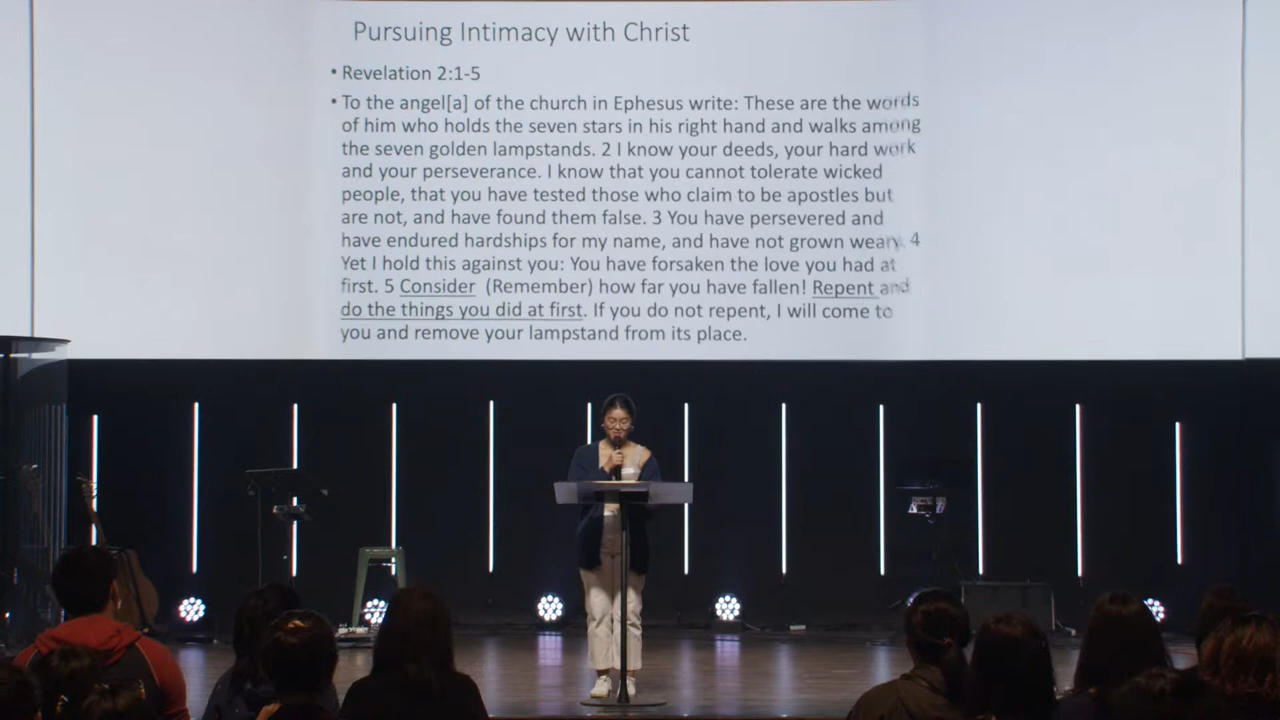 Pursuing Intimacy with Christ
• Revelation 2:1-5
• To the angel[a] of the church in Ephesus write: These are the words
of him who holds the seven stars in his right hand and walks among
the seven golden lampstands. 2 I know your deeds, your hard work
and your perseverance. I know that you cannot tolerate wicked
people, that you have tested those who claim to be apostles but
are not, and have found them false. 3 You have persevered and
have endured hardships for my name, and have not grown weary. 4
Yet I hold this against you: You have forsaken the love you had at
first. 5 Consider (Remember) how far you have fallen! Repent and
do the things you did at first. If you do not repent, I will come to
you and remove your lampstand from its place.